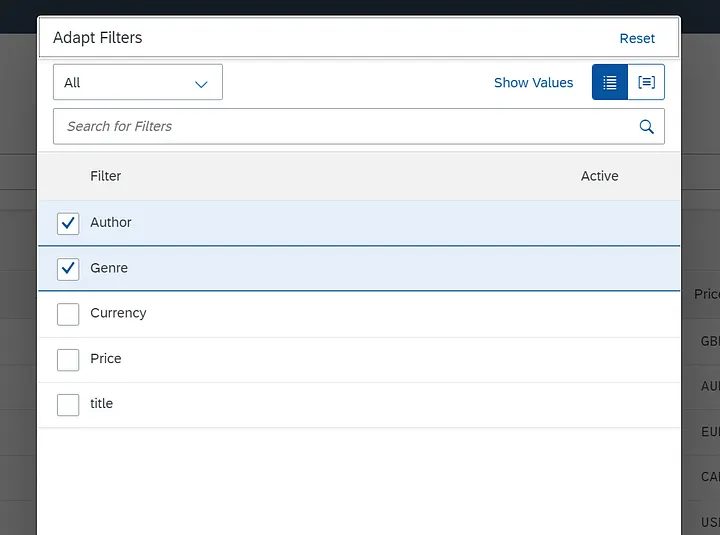 Adapt Filters Reset
All Show Values
Search for Filters
Filter Active
Author
Genre
Currency
Price
title
Price
GB
AU
EU
CA
US